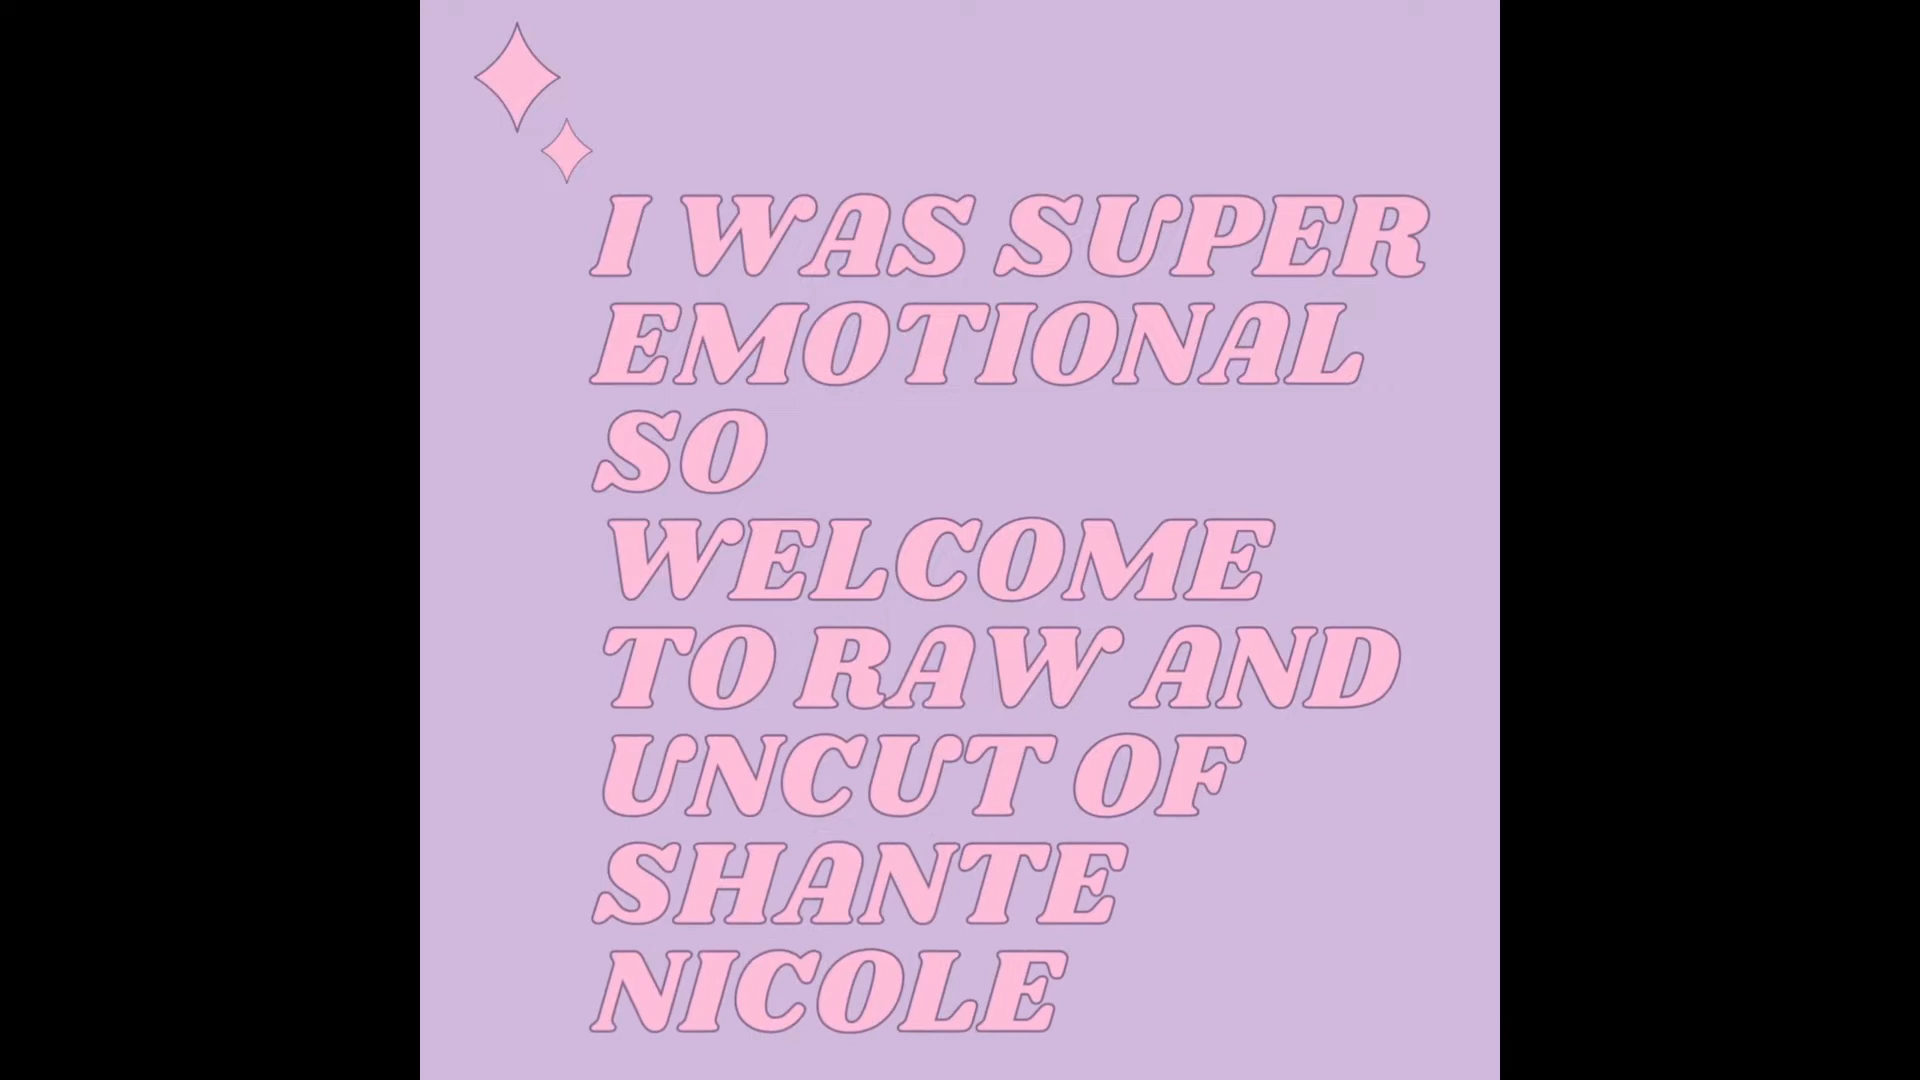 I WAS SUPER
EMOTIONAL
SO
WELCOME
TO RAW AND
UNCUT OF
SHANTE
NICOLE